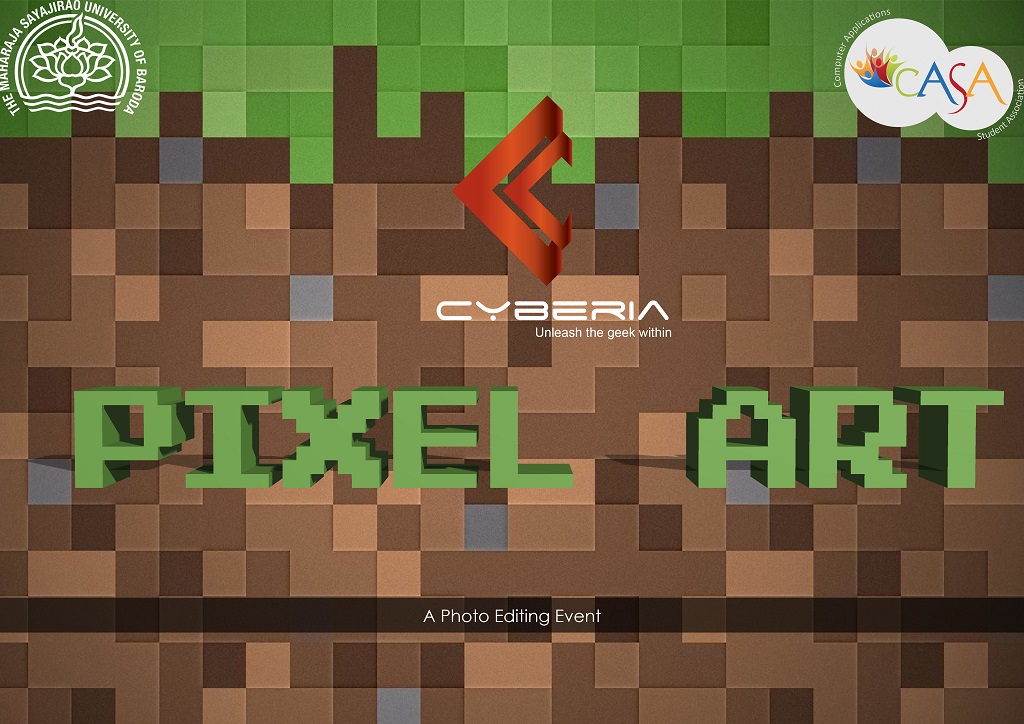 THE MAHARAJA SAYAJIRAO UNIVERSITY OF BARODA
Computer Applications
CASA
Student Association
CYBERIA
Unleash the geek within
PIXEL ART
A Photo Editing Event